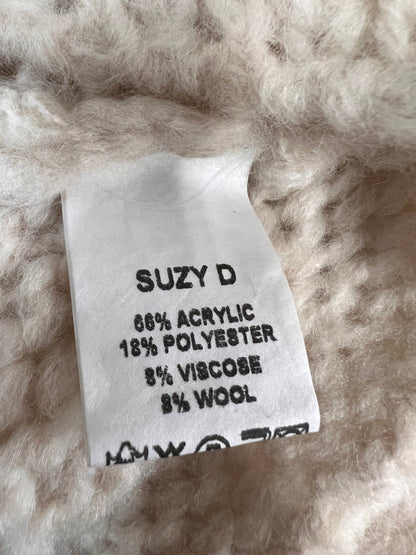 SUZY D
66% ACRYLIC
18% POLYESTER
8% VISCOSE
8% WOOL